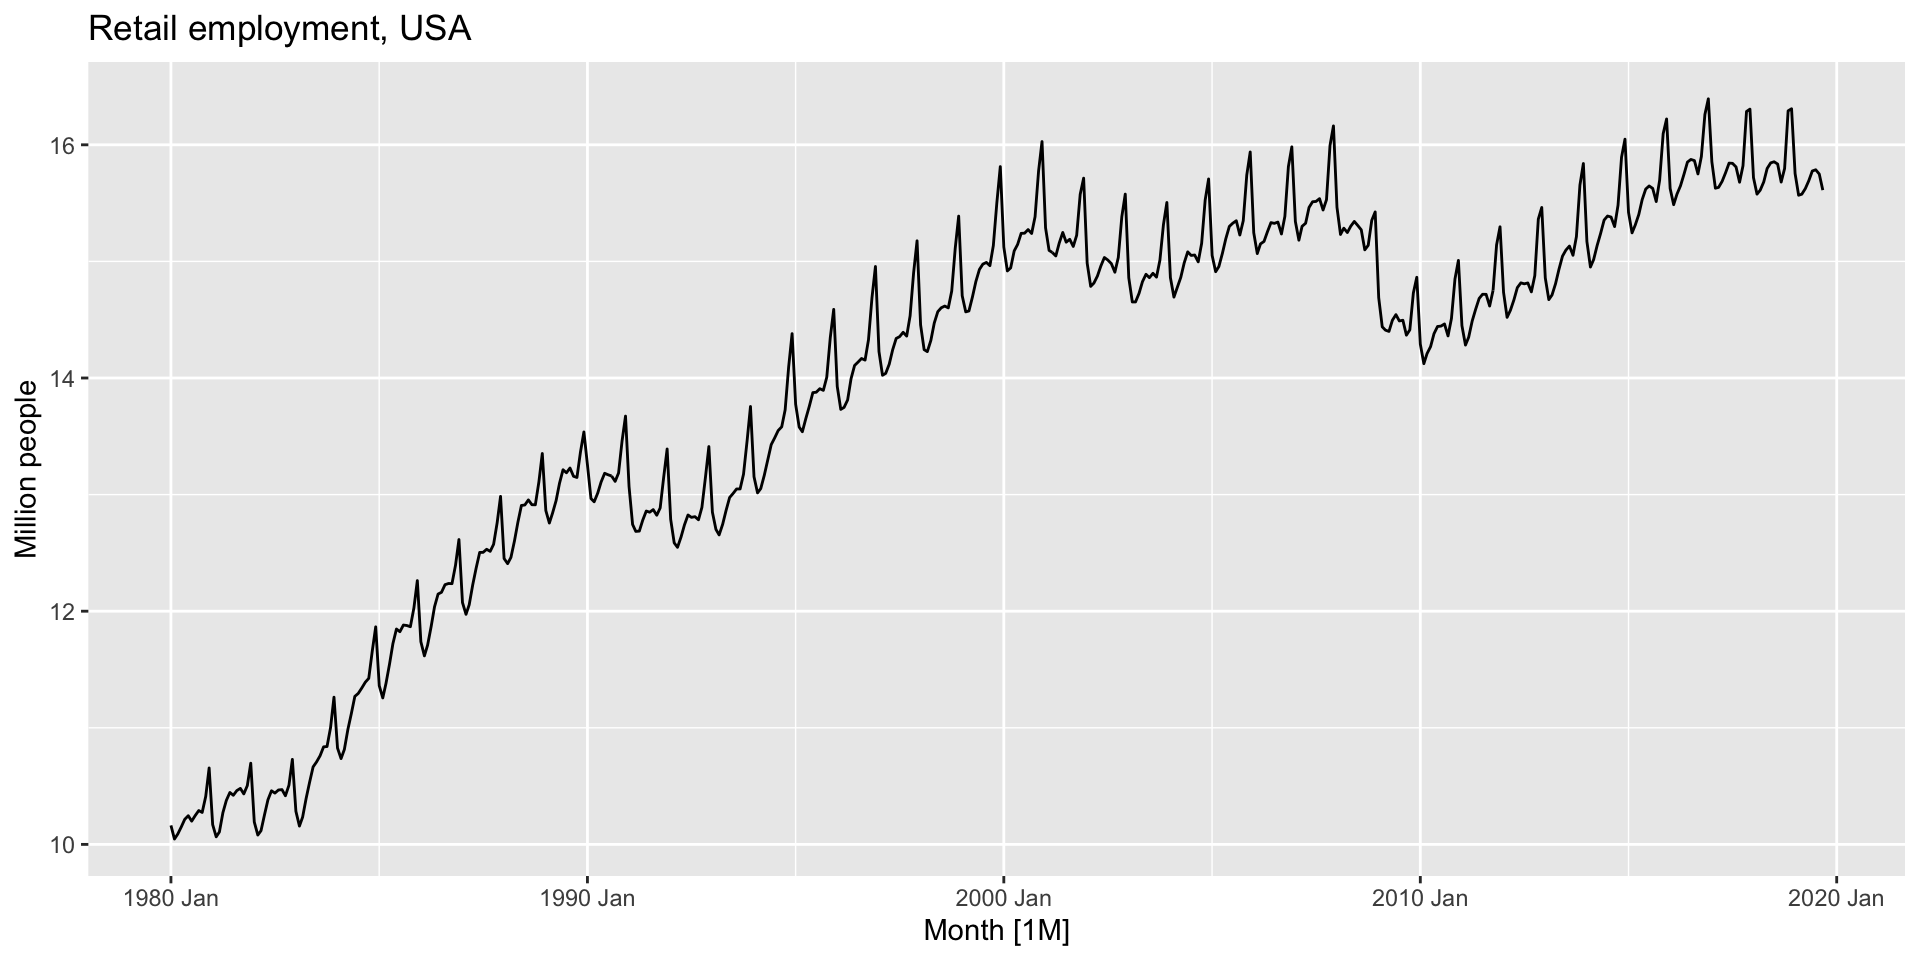 Retail employment, USA
16
14
12
10
Million people
1980 Jan
1990 Jan
2000 Jan
2010 Jan
2020 Jan
Month [1M]